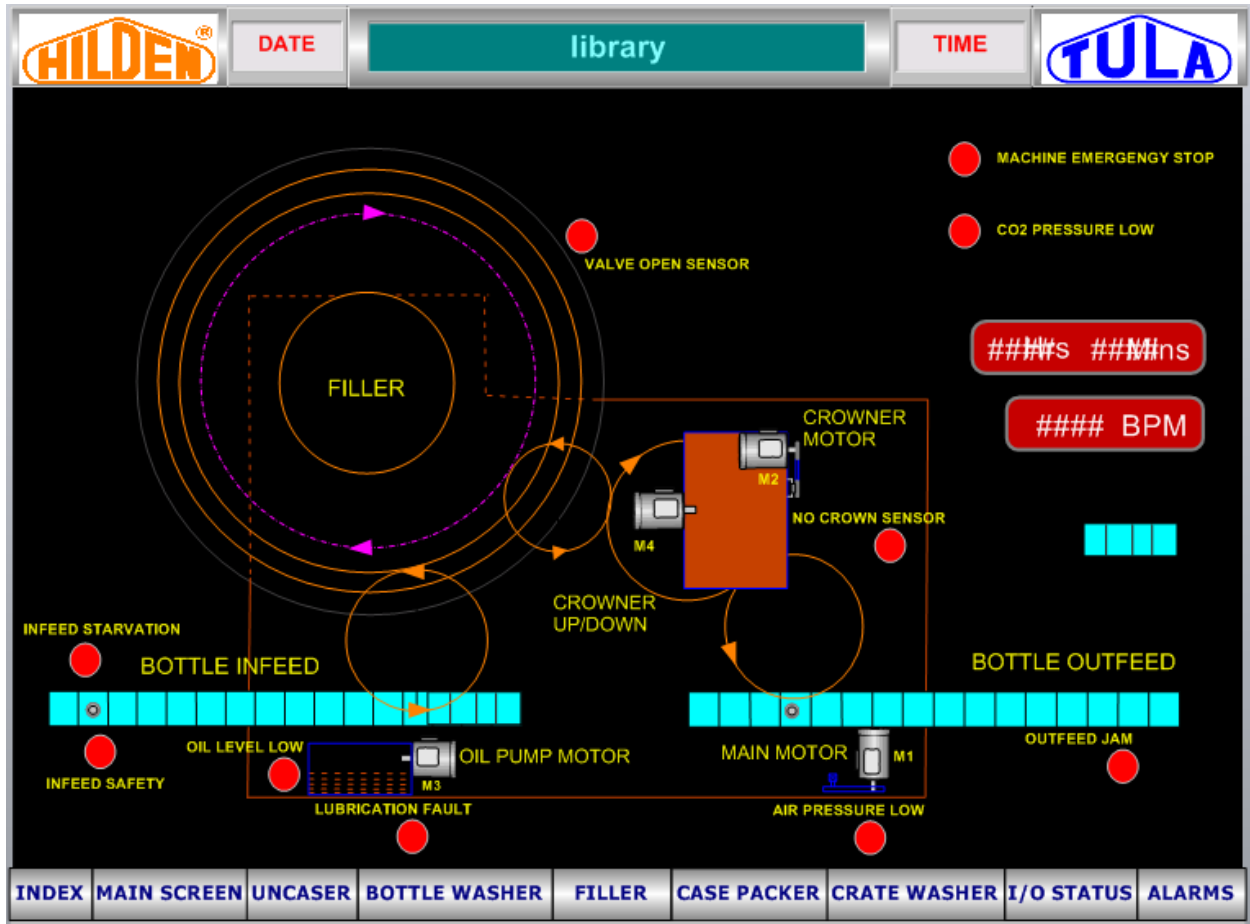 HILDEN®
DATE
library
TIME
TULA
MACHINE EMERGENGY STOP
CO2 PRESSURE LOW
VALVE OPEN SENSOR
####Hrs ####Mins
#### BPM
FILLER
CROWNER
MOTOR
M2
NO CROWN SENSOR
M4
CROWNER
UP/DOWN
INFEED STARVATION
BOTTLE INFEED
BOTTLE OUTFEED
INFEED SAFETY
OIL LEVEL LOW
OIL PUMP MOTOR
M3
LUBRICATION FAULT
MAIN MOTOR
M1
OUTFEED JAM
AIR PRESSURE LOW
INDEX MAIN SCREEN UNCASER BOTTLE WASHER FILLER CASE PACKER CRATE WASHER I/O STATUS ALARMS